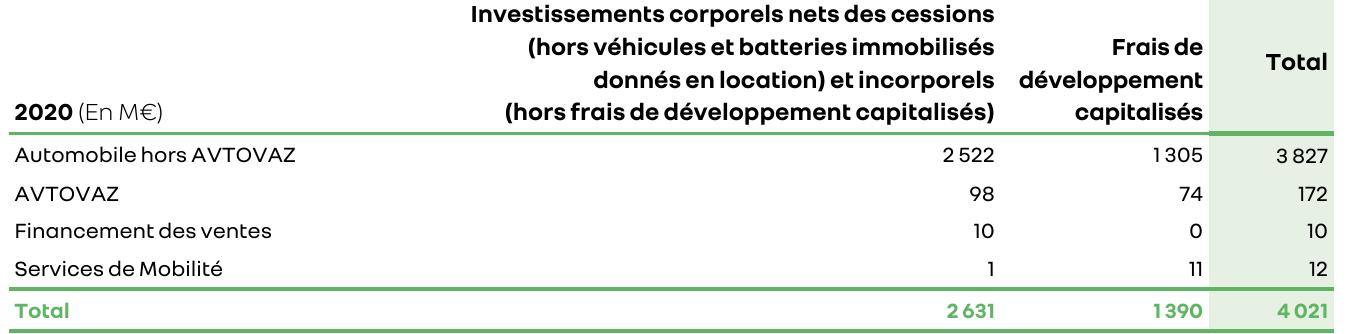 Investissements corporels nets des cessions
(hors véhicules et batteries immobilisés
donnés en location) et incorporels
(hors frais de développement capitalisés)
Frais de
développement
capitalisés
Total
2020 (En M€)
Automobile hors AVTOVAZ 2 522 1 305 3 827
AVTOVAZ 98 74 172
Financement des ventes 10 0 10
Services de Mobilité 1 11 12
Total 2 631 1 390 4 021